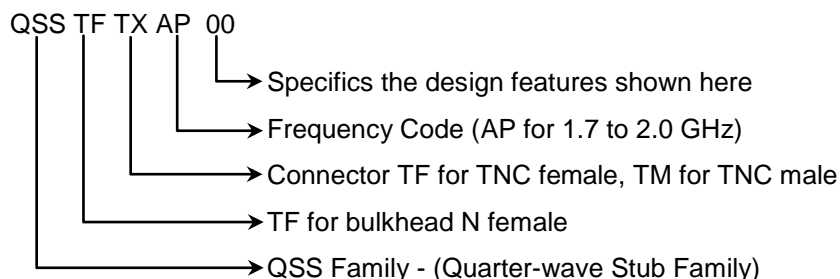 QSS TF TX AP 00
Specifics the design features shown here
Frequency Code (AP for 1.7 to 2.0 GHz)
Connector TF for TNC female, TM for TNC male
TF for bulkhead N female
QSS Family - (Quarter-wave Stub Family)